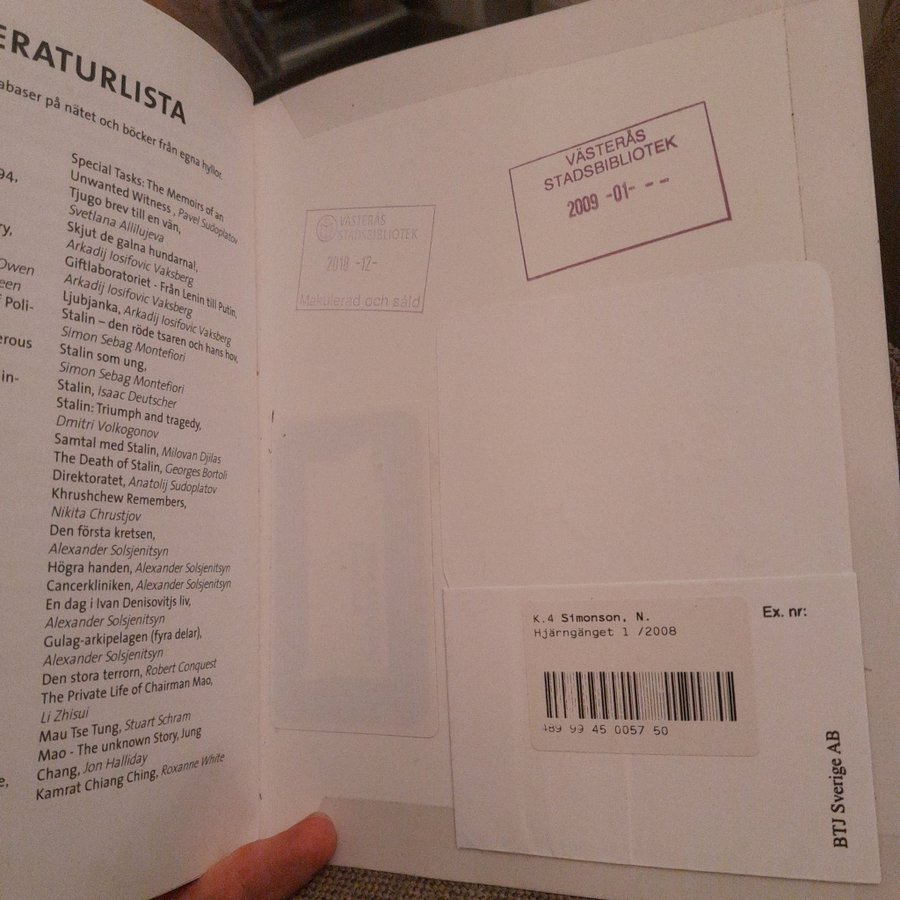 ERATURLISTA
abaser på nätet och böcker från egna hyllor.
94,
ry,
Owen
een
f Poli-
erous
in-
e,
Special Tasks: The Memoirs of an
Unwanted Witness , Pavel Sudoplatov
Tjugo brev till en vän,
Svetlana Allilujeva
Skjut de galna hundarna!,
Arkadij Iosifovic Vaksberg
Giftlaboratoriet - Från Lenin till Putin,
Arkadij Iosifovic Vaksberg
Ljubjanka, Arkadij Iosifovic Vaksberg
Stalin – den röde tsaren och hans hov,
Simon Sebag Montefiori
Stalin som ung,
Simon Sebag Montefiori
Stalin, Isaac Deutscher
Stalin: Triumph and tragedy,
Dmitri Volkogonov
Samtal med Stalin, Milovan Djilas
The Death of Stalin, Georges Bortoli
Direktoratet, Anatolij Sudoplatov
Khrushchew Remembers,
Nikita Chrustjov
Den första kretsen,
Alexander Solsjenitsyn
Högra handen, Alexander Solsjenitsyn
Cancerkliniken, Alexander Solsjenitsyn
En dag i Ivan Denisovitjs liv,
Alexander Solsjenitsyn
Gulag-arkipelagen (fyra delar),
Alexander Solsjenitsyn
Den stora terrorn, Robert Conquest
The Private Life of Chairman Mao,
Li Zhisui
Mau Tse Tung, Stuart Schram
Mao - The unknown Story, Jung
Chang, Jon Halliday
Kamrat Chiang Ching, Roxanne White
VÄSTERÅS
STADSBIBLIOTEK
2018 -12-
Makulerad och såld
VÄSTERÅS
STADSBIBLIOTEK
2009 -01- - -
K.4 Simonson, N.
Hjärngänget 1 /2008
489 99 45 0057 50
Ex. nr:
BTJ Sverige AB